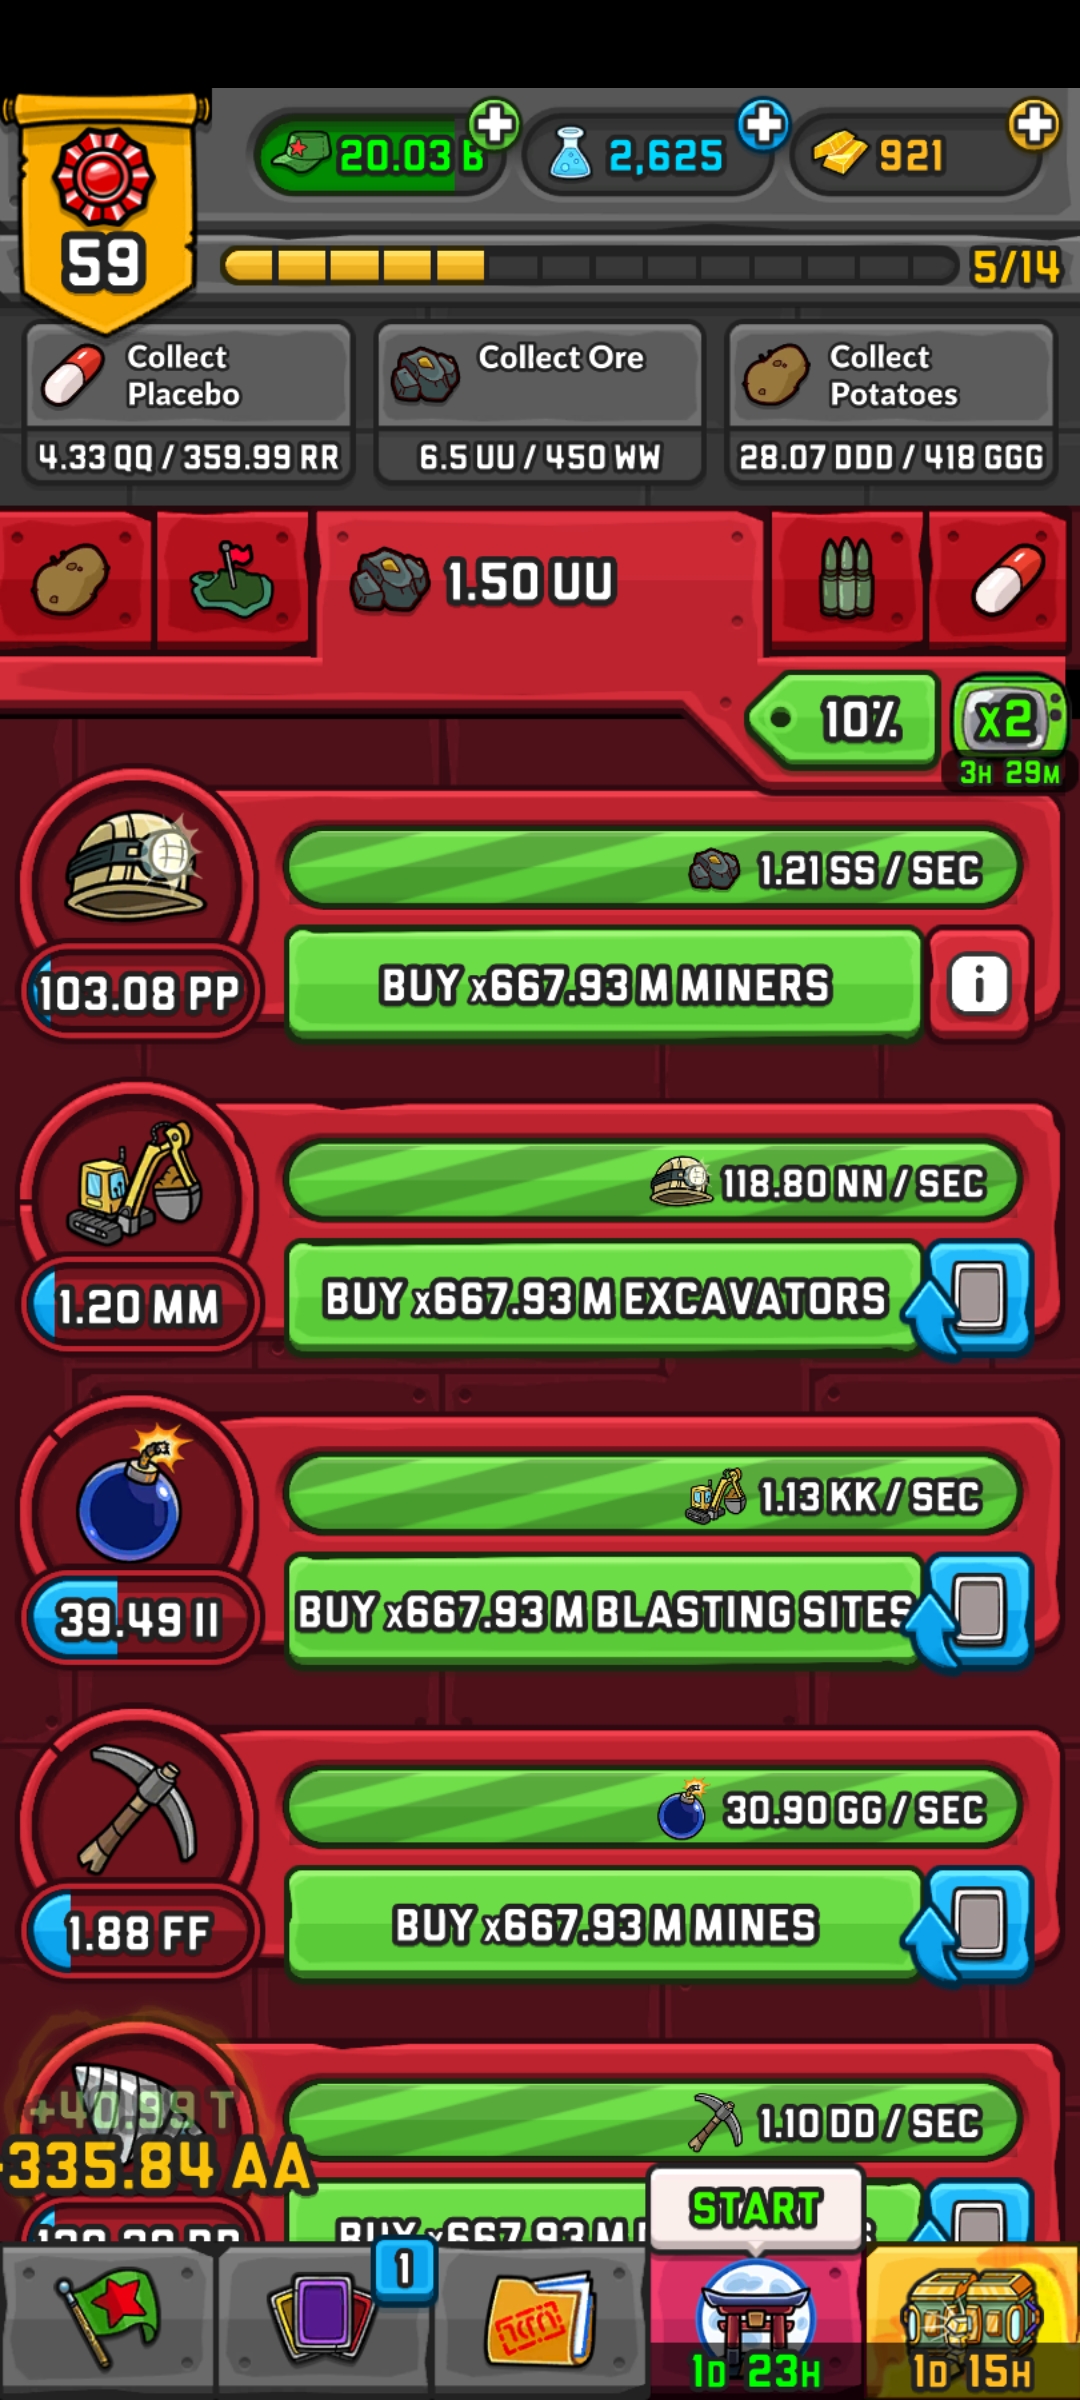 59
20.03 B
2,625
921
5/14
Collect
Placebo
4.33 QQ / 359.99 RR
Collect Ore
6.5 UU / 450 WW
Collect
Potatoes
28.07 DDD / 418 GGG
1.50 UU
10%
x2
3H 29M
1.21 SS / SEC
103.08 PP
BUY x667.93 M MINERS
i
118.80 NN / SEC
1.20 MM
BUY x667.93 M EXCAVATORS
1.13 KK / SEC
39.49 II
BUY x667.93 M BLASTING SITES
30.90 GG / SEC
1.88 FF
BUY x667.93 M MINES
+40.99 T
335.84 AA
1.10 DD / SEC
BUY x667.93 M
START
1
1D 23H
1D 15H